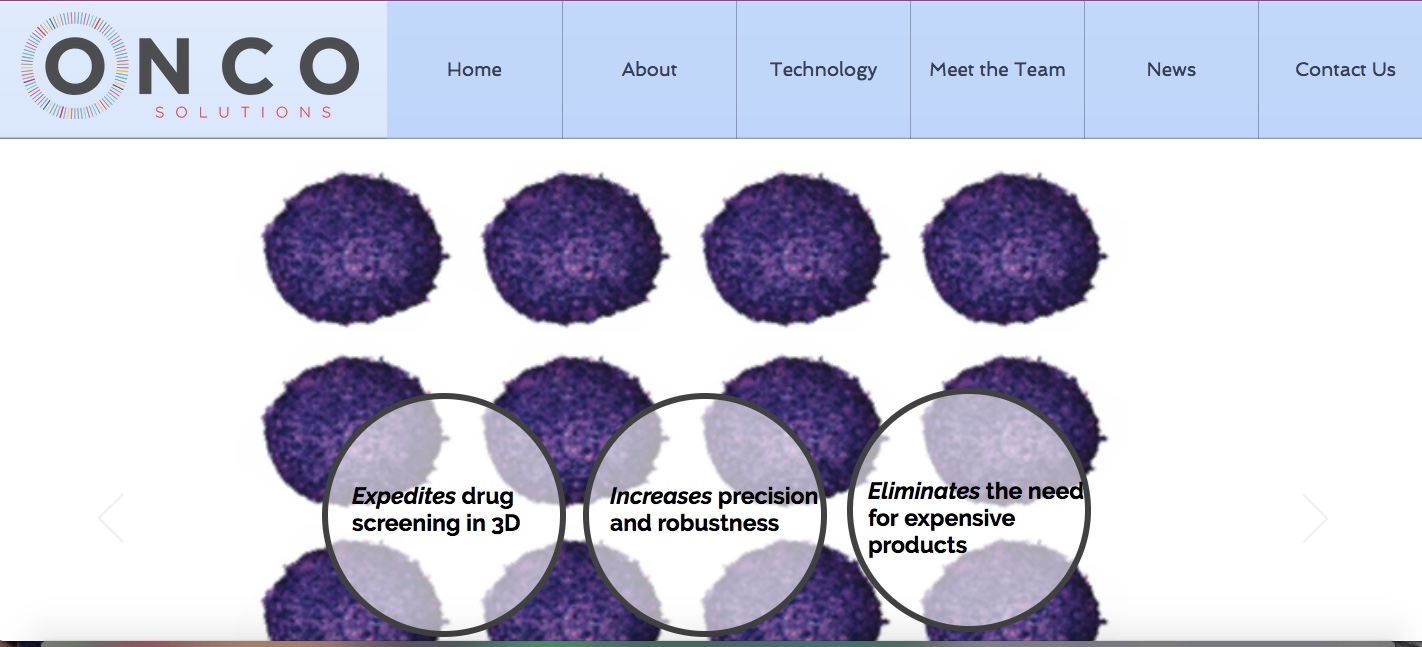 ONCO
SOLUTIONS
Home
About
Technology
Meet the Team
News
Contact Us
Expedites drug
screening in 3D
Increases precision
and robustness
Eliminates the need
for expensive
products